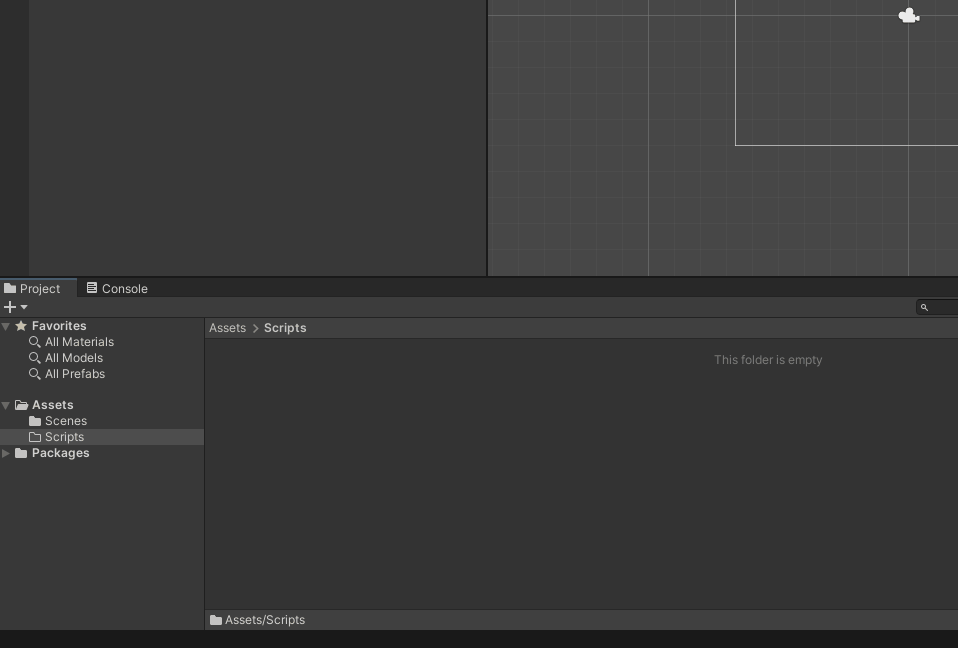 Project Console
Favorites
All Materials
All Models
All Prefabs
Assets
Scenes
Scripts
Packages
Assets > Scripts
This folder is empty
Assets/Scripts